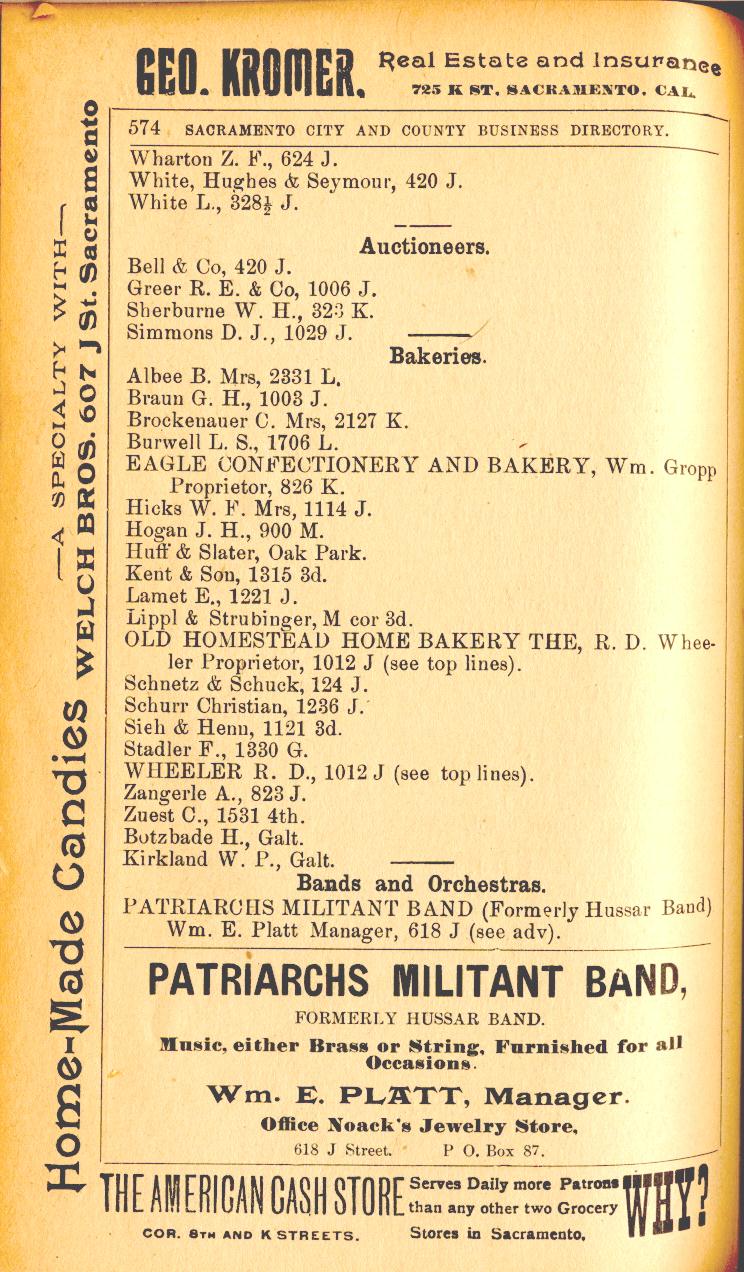 GEO. KROMER.
Real Estate and Insurance
725 K ST, SACRAMENTO, CAL.
574 SACRAMENTO CITY AND COUNTY BUSINESS DIRECTORY.
Wharton Z. F., 624 J.
White, Hughes & Seymour, 420 J.
White L., 328½ J.
Auctioneers.
Bell & Co, 420 J.
Greer R. E. & Co, 1006 J.
Sherburne W. H., 323 K.
Simmons D. J., 1029 J.
Bakeries.
Albee B. Mrs, 2331 L.
Braun G. H., 1003 J.
Brockenauer C. Mrs, 2127 K.
Burwell L. S., 1706 L.
EAGLE CONFECTIONERY AND BAKERY, Wm. Gropp
Proprietor, 826 K.
Hicks W. F. Mrs, 1114 J.
Hogan J. H., 900 M.
Huff & Slater, Oak Park.
Kent & Son, 1315 3d.
Lamet E., 1221 J.
Lippl & Strubinger, M cor 3d.
OLD HOMESTEAD HOME BAKERY THE, R. D. Whee-
ler Proprietor, 1012 J (see top lines).
Schnetz & Schuck, 124 J.
Schurr Christian, 1236 J.
Sieh & Henn, 1121 3d.
Stadler F., 1330 G.
WHEELER R. D., 1012 J (see top lines).
Zangerle A., 823 J.
Zuest C., 1531 4th.
Botzbade H., Galt.
Kirkland W. P., Galt.
Bands and Orchestras.
PATRIARCHS MILITANT BAND (Formerly Hussar Band)
Wm. E. Platt Manager, 618 J (see adv).
PATRIARCHS MILITANT BAND,
FORMERLY HUSSAR BAND.
Music, either Brass or String, Furnished for all
Occasions.
Wm. E. PLATT, Manager.
Office Noack's Jewelry Store,
618 J Street. P O. Box 87.
THE AMERICAN CASH STORE
COR. 8TH AND K STREETS.
Serves Daily more Patrons
than any other two Grocery
Stores in Sacramento,
WHY?
Home-Made Candies
—A SPECIALTY WITH—
WELCH BROS. 607 J St. Sacramento